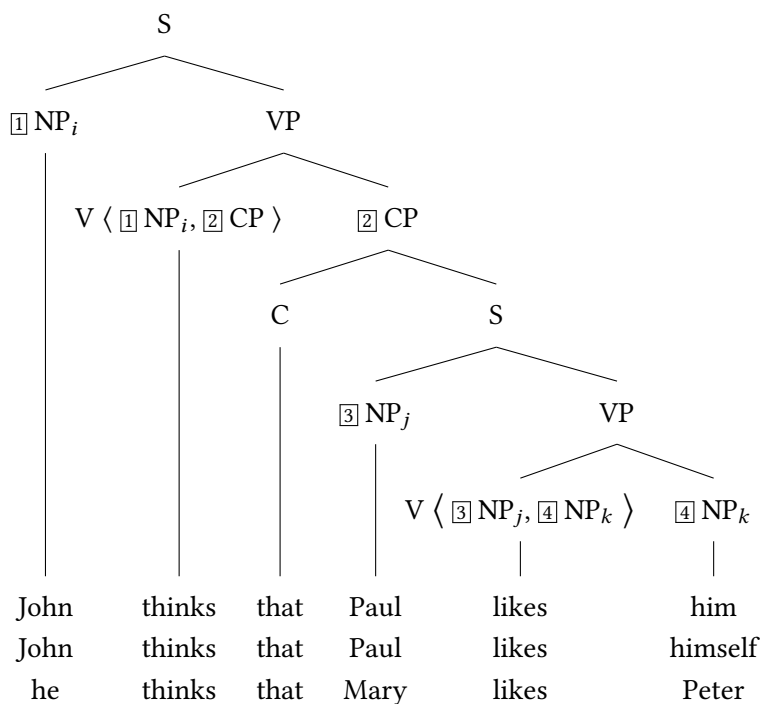 S
1 NPi VP
V ⟨ 1 NPi, 2 CP ⟩ 2 CP
C S
3 NPj VP
V ⟨ 3 NPj, 4 NPk ⟩ 4 NPk
John thinks that Paul likes him
John thinks that Paul likes himself
he thinks that Mary likes Peter